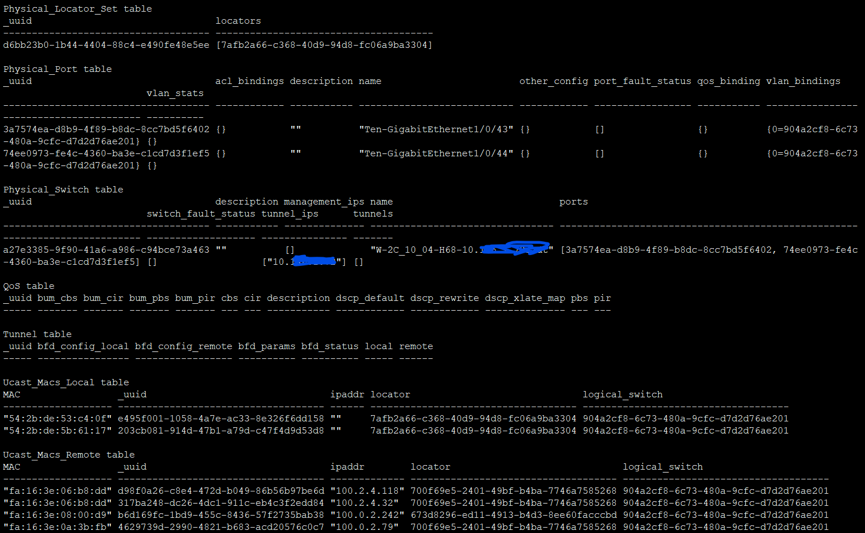 Physical_Locator_Set table
_uuid locators
------------------------------------ --------------------------------------
d6bb23b0-1b44-4404-88c4-e490fe48e5ee [7afb2a66-c368-40d9-94d8-fc06a9ba3304]
Physical_Port table
_uuid acl_bindings description name other_config port_fault_status qos_binding vlan_bindings
vlan_stats
------------------------------------ ------------ ----------- --------------------------- ------------ ----------------- ----------- ----------------
------------------------ ----------
3a7574ea-d8b9-4f89-b8dc-8cc7bd5f6402 {} "" "Ten-GigabitEthernet1/0/43" {} [] {} {0=904a2cf8-6c73
-480a-9cfc-d7d2d76ae201} {}
74ee0973-fe4c-4360-ba3e-c1cd7d3f1ef5 {} "" "Ten-GigabitEthernet1/0/44" {} [] {} {0=904a2cf8-6c73
-480a-9cfc-d7d2d76ae201} {}
Physical_Switch table
_uuid description management_ips name ports
switch_fault_status tunnel_ips tunnels
------------------------------------ ----------- -------------- -------------------------------- ----------------------------------------------------
------------------------ ------------------- --------------- -------
a27e3385-9f90-41a6-a986-c94bce73a463 "" [] "W-2C_10_04-H68-10. " [3a7574ea-d8b9-4f89-b8dc-8cc7bd5f6402, 74ee0973-fe4c
-4360-ba3e-c1cd7d3f1ef5] [] ["10. "] []
QoS table
_uuid bum_cbs bum_cir bum_pbs bum_pir cbs cir description dscp_default dscp_rewrite dscp_xlate_map pbs pir
----- ------- ------- ------- ------- --- --- ----------- ------------ ------------ -------------- --- ---
Tunnel table
_uuid bfd_config_local bfd_config_remote bfd_params bfd_status local remote
----- ---------------- ----------------- ---------- ---------- ----- ------
Ucast_Macs_Local table
MAC _uuid ipaddr locator logical_switch
------------------- ------------------------------------ ------ ------------------------------------ ------------------------------------
"54:2b:de:53:c4:0f" e495f001-1058-4a7e-ac33-8e326f6dd158 "" 7afb2a66-c368-40d9-94d8-fc06a9ba3304 904a2cf8-6c73-480a-9cfc-d7d2d76ae201
"54:2b:de:5b:61:17" 203cb081-914d-47b1-a79d-c47f4d9d53d8 "" 7afb2a66-c368-40d9-94d8-fc06a9ba3304 904a2cf8-6c73-480a-9cfc-d7d2d76ae201
Ucast_Macs_Remote table
MAC _uuid ipaddr locator logical_switch
------------------- ------------------------------------ ------------- ------------------------------------ ------------------------------------
"fa:16:3e:06:b8:dd" d98f0a26-c8e4-472d-b049-86b56b97be6d "100.2.4.118" 700f69e5-2401-49bf-b4ba-7746a7585268 904a2cf8-6c73-480a-9cfc-d7d2d76ae201
"fa:16:3e:06:b8:dd" 317ba248-dc26-4dc1-911c-eb4c3f2edd84 "100.2.4.32" 700f69e5-2401-49bf-b4ba-7746a7585268 904a2cf8-6c73-480a-9cfc-d7d2d76ae201
"fa:16:3e:08:00:d9" b6d169fc-1bd9-455c-8436-57f2735bab38 "100.0.2.242" 673d8296-ed11-4913-b4d3-8ee60facccbd 904a2cf8-6c73-480a-9cfc-d7d2d76ae201
"fa:16:3e:0a:3b:fb" 4629739d-2990-4821-b683-acd20576c0c7 "100.0.2.79" 700f69e5-2401-49bf-b4ba-7746a7585268 904a2cf8-6c73-480a-9cfc-d7d2d76ae201